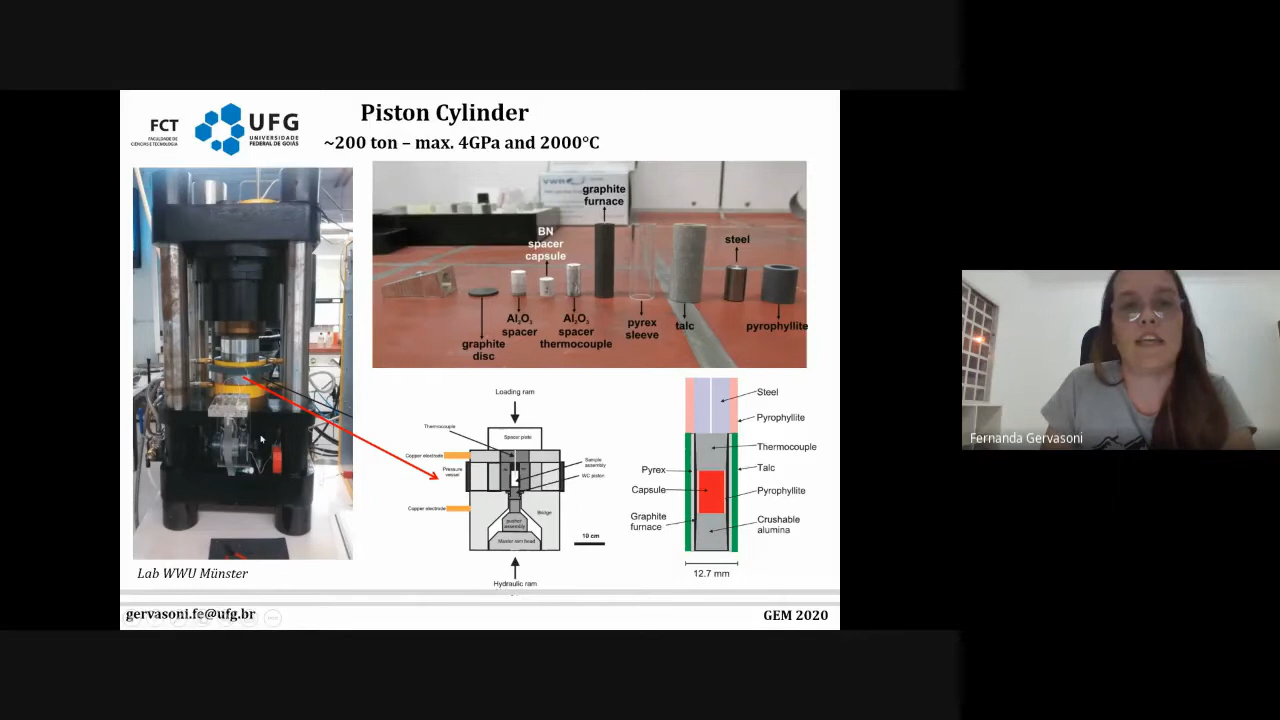 Piston Cylinder
~200 ton – max. 4GPa and 2000°C
FCT
FACULDADE DE
CIÊNCIAS E TECNOLOGIA
UFG
UNIVERSIDADE
FEDERAL DE GOIÁS
graphite
furnace
BN
spacer
capsule
steel
Al2O3
spacer
Al2O3
spacer
thermocouple
graphite
disc
pyrex
sleeve
talc
pyrophyllite
Loading ram
Thermocouple
Spacer plate
Copper electrode
Pressure
vessel
Sample
assembly
WC piston
Copper electrode
Bridge
pusher
assembly
Master ram head
10 cm
Hydraulic ram
Steel
Pyrophyllite
Thermocouple
Pyrex
Talc
Capsule
Pyrophyllite
Graphite
furnace
Crushable
alumina
12.7 mm
Lab WWU Münster
gervasoni.fe@ufg.br
GEM 2020
Fernanda Gervasoni